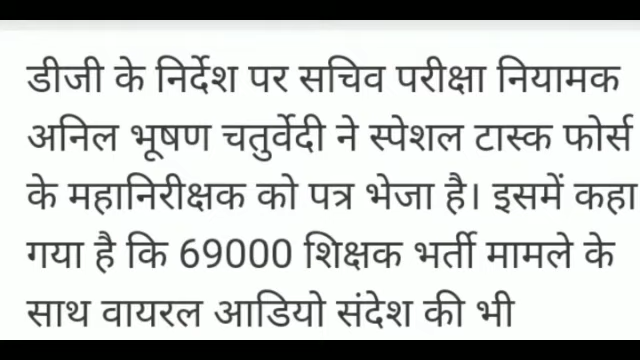 डीजी के निर्देश पर सचिव परीक्षा नियामक
अनिल भूषण चतुर्वेदी ने स्पेशल टास्क फोर्स
के महानिरीक्षक को पत्र भेजा है। इसमें कहा
गया है कि 69000 शिक्षक भर्ती मामले के
साथ वायरल आडियो संदेश की भी